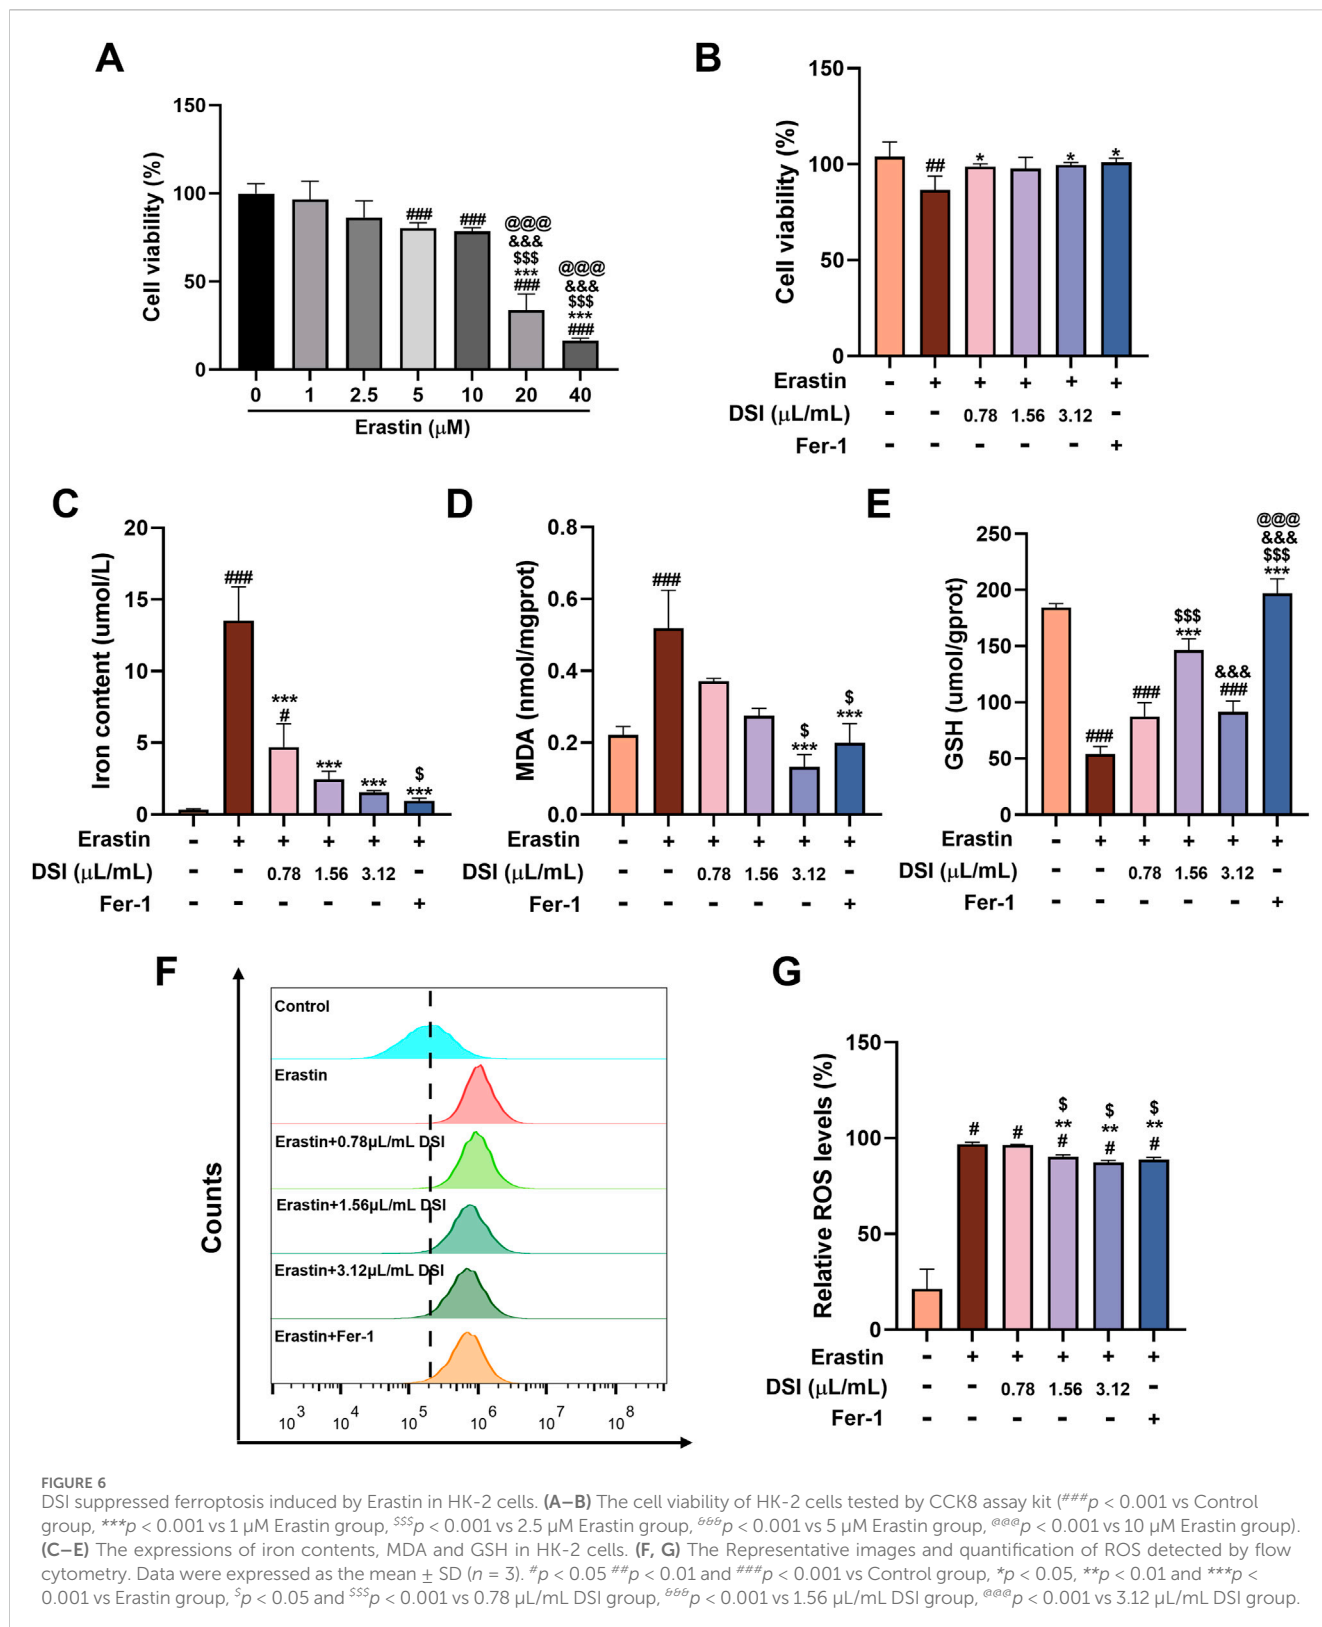 A
Cell viability (%)
150
100
50
0
###
###
@@@
&&&
$$$
***
###
@@@
&&&
$$$
***
###
0 1 2.5 5 10 20 40
Erastin (μM)
B
Cell viability (%)
150
100
50
0
##
*
*
*
Erastin - + + + + +
DSI (μL/mL) - - 0.78 1.56 3.12 -
Fer-1 - - - - - +
C
Iron content (umol/L)
20
15
10
5
0
###
***
#
***
***
$
***
Erastin - + + + + +
DSI (μL/mL) - - 0.78 1.56 3.12 -
Fer-1 - - - - - +
D
MDA (nmol/mgprot)
0.8
0.6
0.4
0.2
0.0
###
$
***
$
***
Erastin - + + + + +
DSI (μL/mL) - - 0.78 1.56 3.12 -
Fer-1 - - - - - +
E
GSH (umol/gprot)
250
200
150
100
50
0
###
###
$$$
***
&&&
###
@@@
&&&
$$$
***
Erastin - + + + + +
DSI (μL/mL) - - 0.78 1.56 3.12 -
Fer-1 - - - - - +
F
Counts
Control
Erastin
Erastin+0.78μL/mL DSI
Erastin+1.56μL/mL DSI
Erastin+3.12μL/mL DSI
Erastin+Fer-1
10^3 10^4 10^5 10^6 10^7 10^8
G
Relative ROS levels (%)
150
100
50
0
#
#
$
**
#
$
**
#
$
**
#
Erastin - + + + + +
DSI (μL/mL) - - 0.78 1.56 3.12 -
Fer-1 - - - - - +
FIGURE 6
DSI suppressed ferroptosis induced by Erastin in HK-2 cells. (A–B) The cell viability of HK-2 cells tested by CCK8 assay kit (###p < 0.001 vs Control
group, ***p < 0.001 vs 1 μM Erastin group, $$$p < 0.001 vs 2.5 μM Erastin group, &&&p < 0.001 vs 5 μM Erastin group, @@@p < 0.001 vs 10 μM Erastin group).
(C–E) The expressions of iron contents, MDA and GSH in HK-2 cells. (F, G) The Representative images and quantification of ROS detected by flow
cytometry. Data were expressed as the mean ± SD (n = 3). #p < 0.05 ##p < 0.01 and ###p < 0.001 vs Control group, *p < 0.05, **p < 0.01 and ***p <
0.001 vs Erastin group, $p < 0.05 and $$$p < 0.001 vs 0.78 μL/mL DSI group, &&&p < 0.001 vs 1.56 μL/mL DSI group, @@@p < 0.001 vs 3.12 μL/mL DSI group.